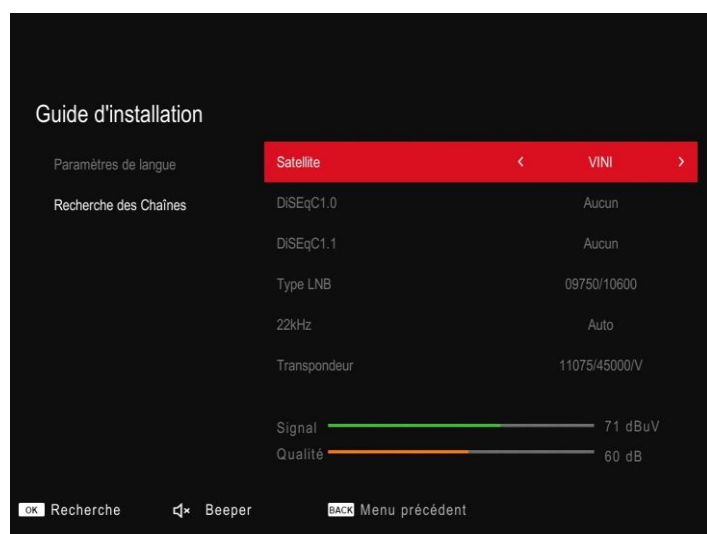 Guide d'installation
Paramètres de langue
Recherche des Chaînes
Satellite < VINI >
DiSEqC1.0 Aucun
DiSEqC1.1 Aucun
Type LNB 09750/10600
22kHz Auto
Transpondeur 11075/45000/V
Signal 71 dBuV
Qualité 60 dB
OK Recherche Beeper BACK Menu précédent